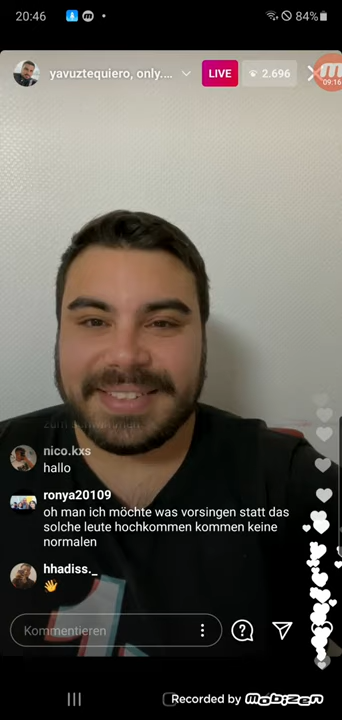 20:46
84%
yavuztequiero, only....
LIVE
2.696
09:16
nico.kxs
hallo
ronya20109
oh man ich möchte was vorsingen statt das
solche leute hochkommen kommen keine
normalen
hhadiss._
Kommentieren
Recorded by Mobizen